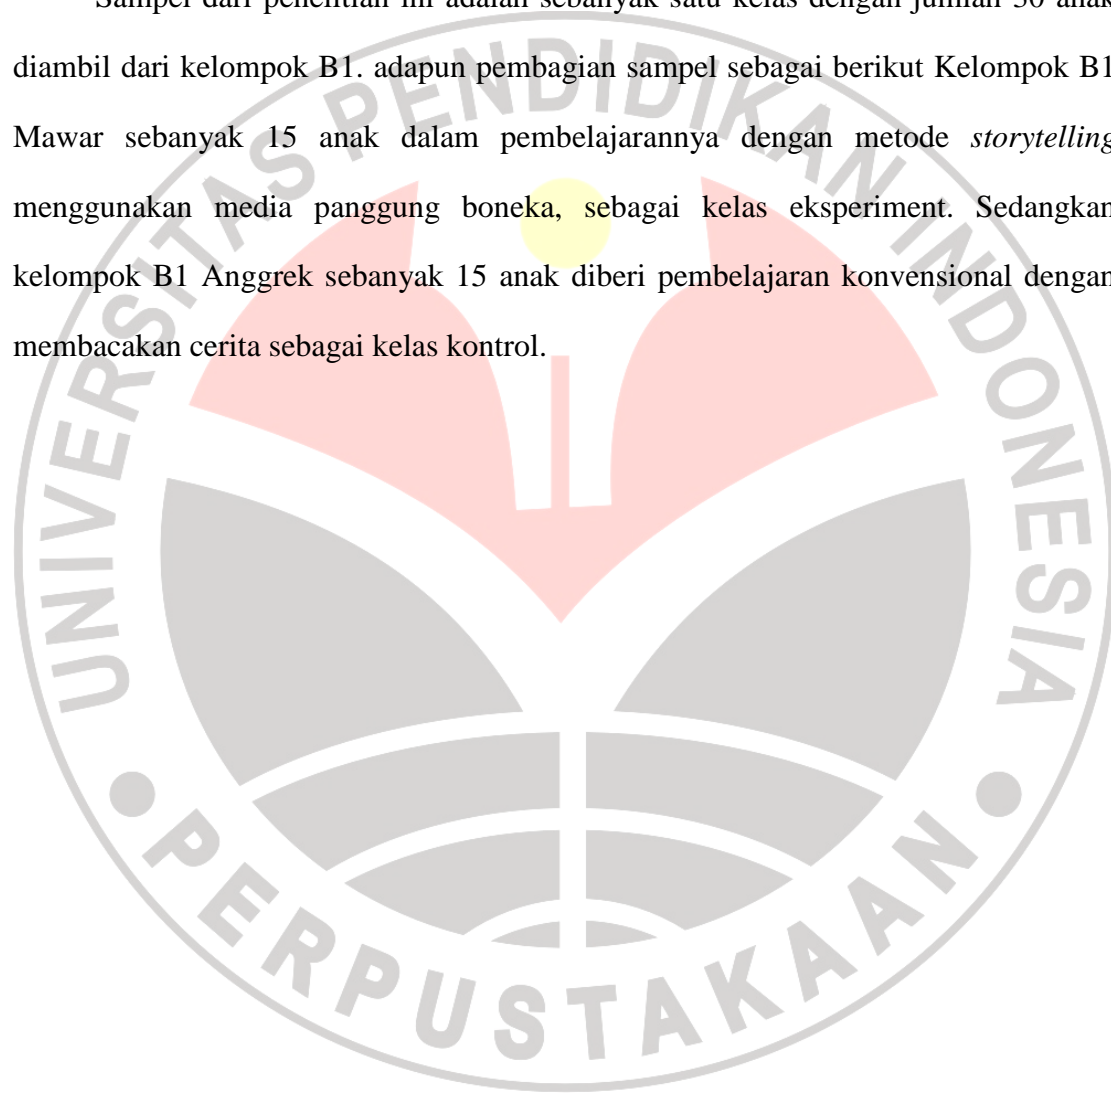 Sampel dari penelitian ini adalah sebanyak satu kelas dengan jumlah 30 anak
diambil dari kelompok B1. adapun pembagian sampel sebagai berikut Kelompok B1
Mawar sebanyak 15 anak dalam pembelajarannya dengan metode storytelling
menggunakan media panggung boneka, sebagai kelas eksperiment. Sedangkan
kelompok B1 Anggrek sebanyak 15 anak diberi pembelajaran konvensional dengan
membacakan cerita sebagai kelas kontrol.
UNIVERSITAS PENDIDIKAN INDONESIA
PERPUSTAKAAN